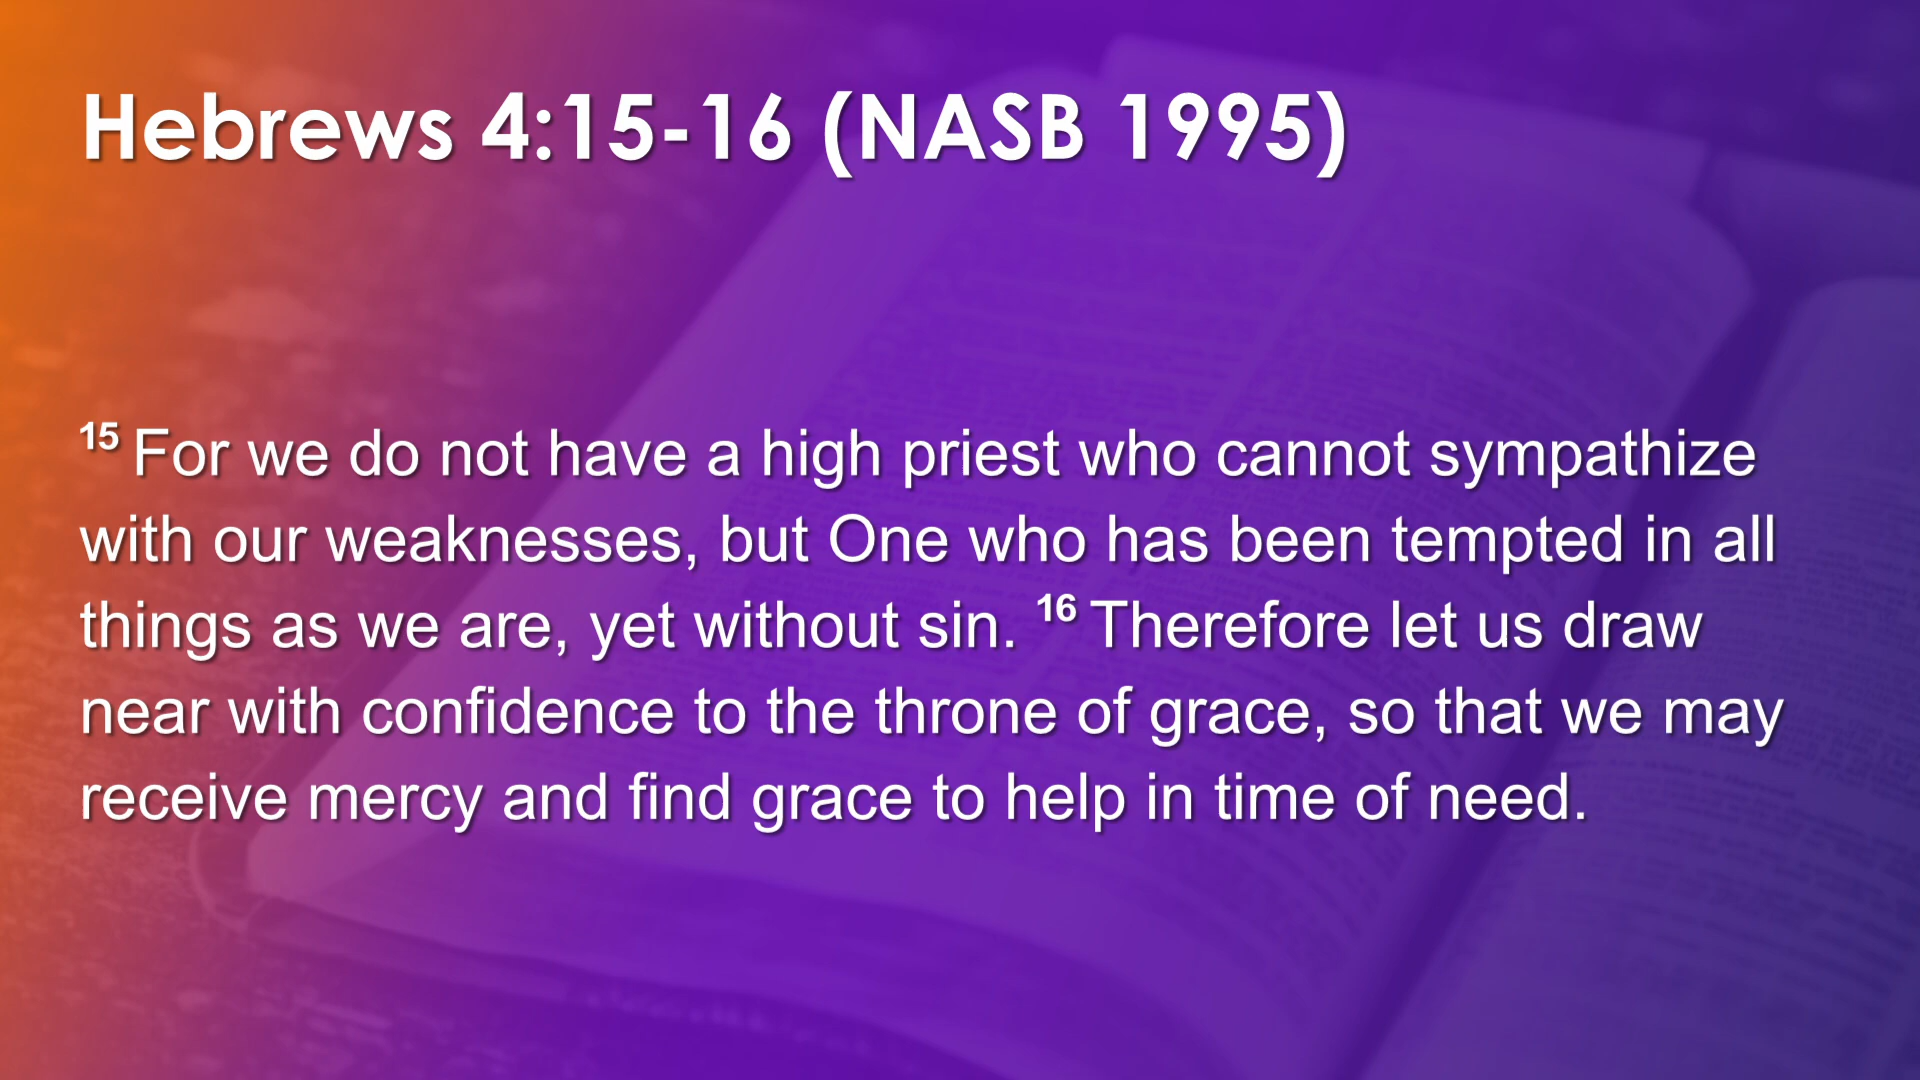 Hebrews 4:15-16 (NASB 1995)
15 For we do not have a high priest who cannot sympathize
with our weaknesses, but One who has been tempted in all
things as we are, yet without sin. 16 Therefore let us draw
near with confidence to the throne of grace, so that we may
receive mercy and find grace to help in time of need.